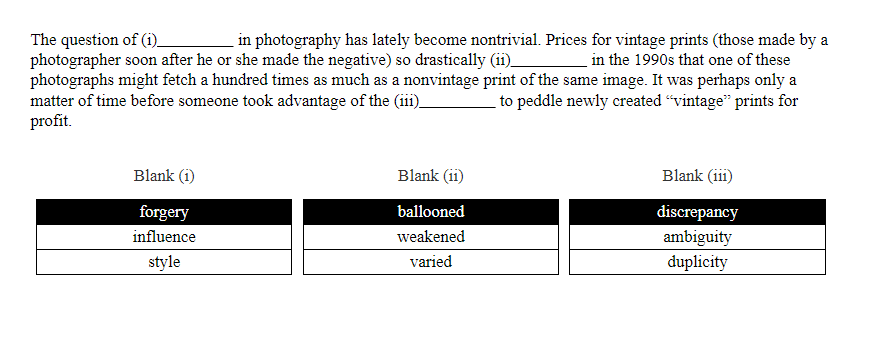 The question of (i)__________ in photography has lately become nontrivial. Prices for vintage prints (those made by a
photographer soon after he or she made the negative) so drastically (ii)__________ in the 1990s that one of these
photographs might fetch a hundred times as much as a nonvintage print of the same image. It was perhaps only a
matter of time before someone took advantage of the (iii)__________ to peddle newly created “vintage” prints for
profit.
Blank (i) Blank (ii) Blank (iii)
forgery ballooned discrepancy
influence weakened ambiguity
style varied duplicity